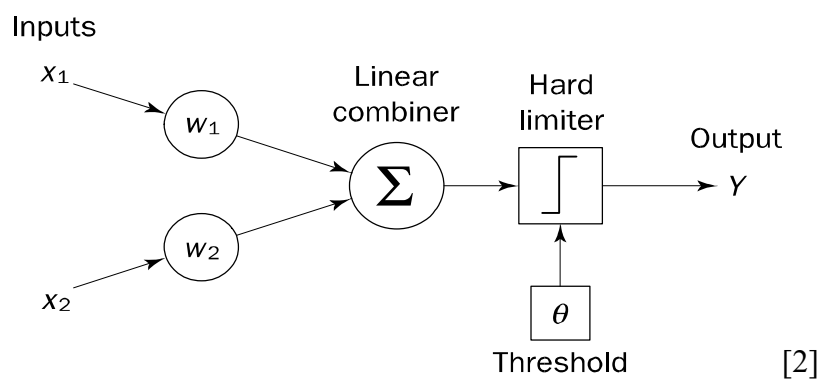 Inputs
x1
w1
Linear
combiner
Σ
Hard
limiter
Output
Y
w2
x2
θ
Threshold
[2]